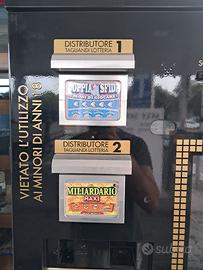 DISTRIBUTORE 1
TAGLIANDI LOTTERIA
DOPPIA SFIDA
DISTRIBUTORE 2
TAGLIANDI LOTTERIA
MILIARDARIO
MAXI
VIETATO L'UTILIZZO
AI MINORI DI ANNI 18
subito